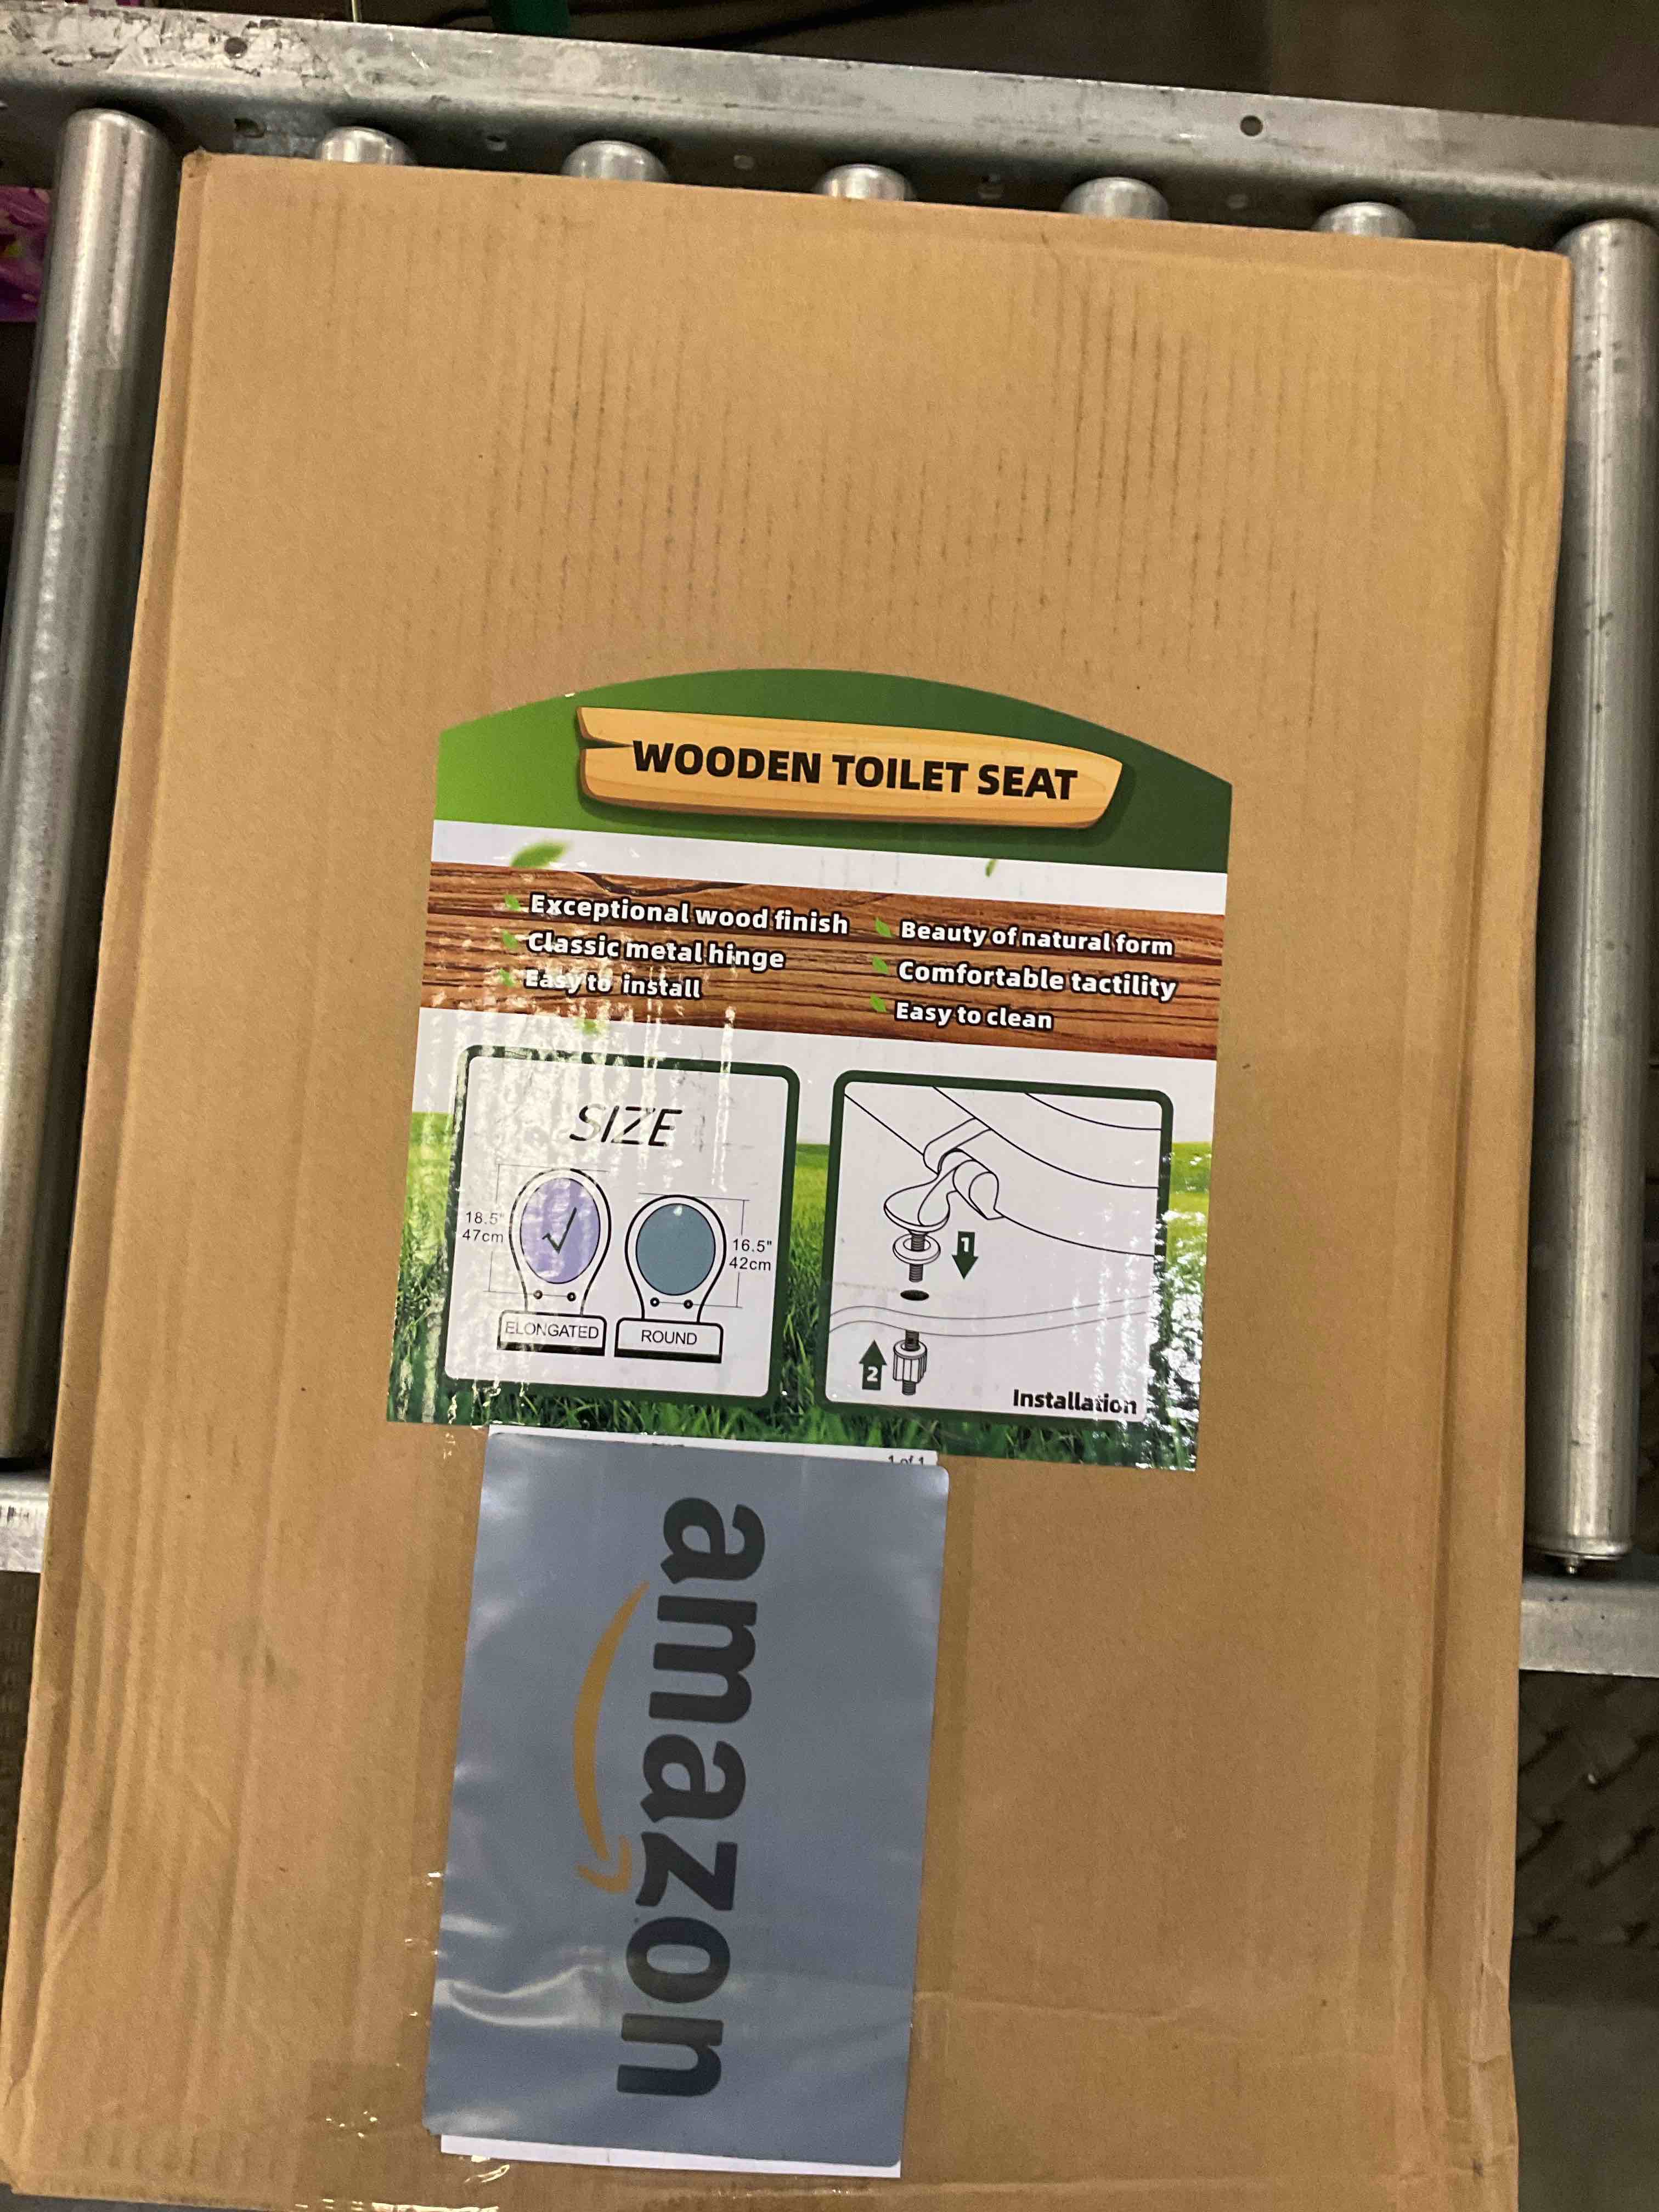 WOODEN TOILET SEAT
Exceptional wood finish
Classic metal hinge
Easy to install
Beauty of natural form
Comfortable tactility
Easy to clean
SIZE
18.5"
47cm
16.5"
42cm
ELONGATED
ROUND
1
2
Installation
1 of 1
amazon